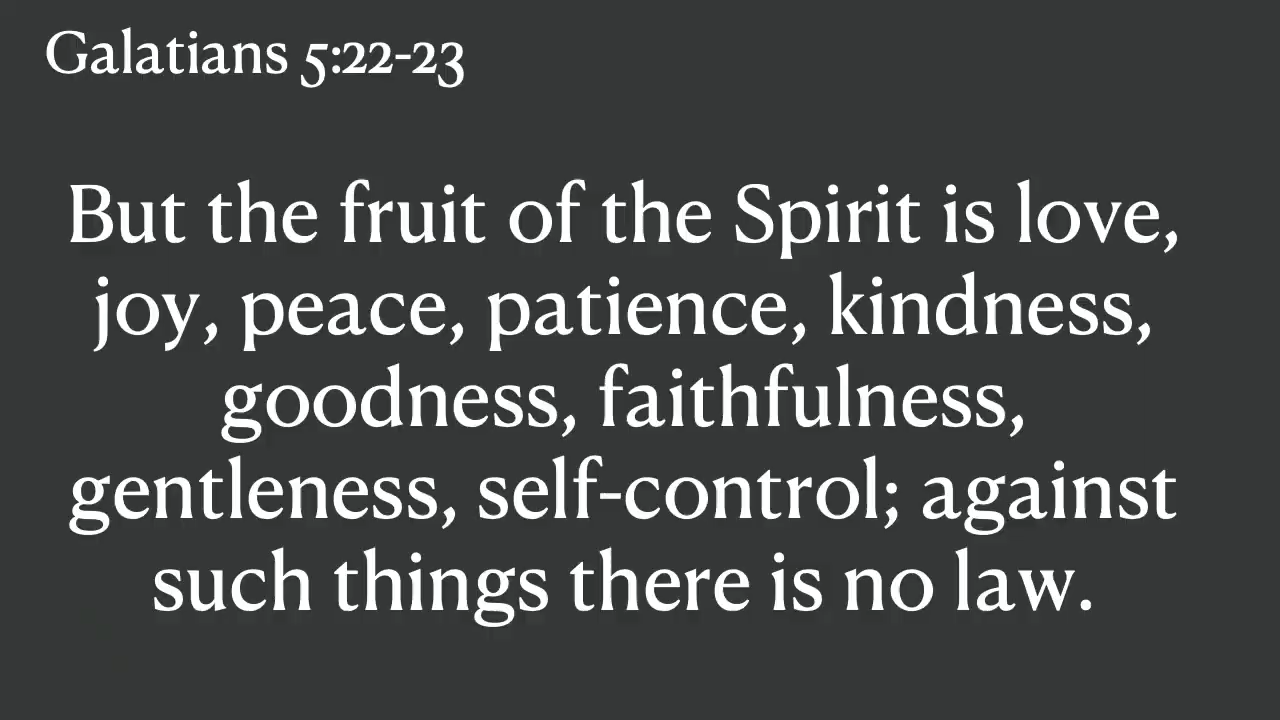 Galatians 5:22-23
But the fruit of the Spirit is love,
joy, peace, patience, kindness,
goodness, faithfulness,
gentleness, self-control; against
such things there is no law.